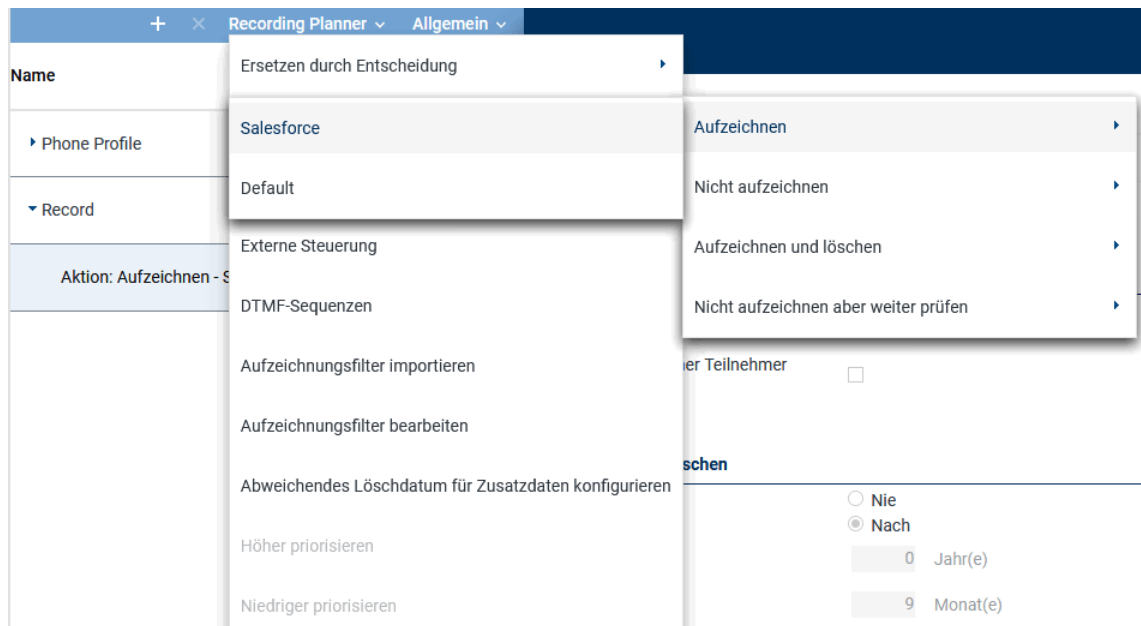 + × Recording Planner Allgemein
Name
Ersetzen durch Entscheidung
Salesforce
Aufzeichnen
Phone Profile
Default
Nicht aufzeichnen
Record
Externe Steuerung
Aufzeichnen und löschen
Aktion: Aufzeichnen - S
DTMF-Sequenzen
Nicht aufzeichnen aber weiter prüfen
Aufzeichnungsfilter importieren
er Teilnehmer
Aufzeichnungsfilter bearbeiten
schen
Abweichendes Löschdatum für Zusatzdaten konfigurieren
Nie
Nach
Höher priorisieren
0 Jahr(e)
Niedriger priorisieren
9 Monat(e)